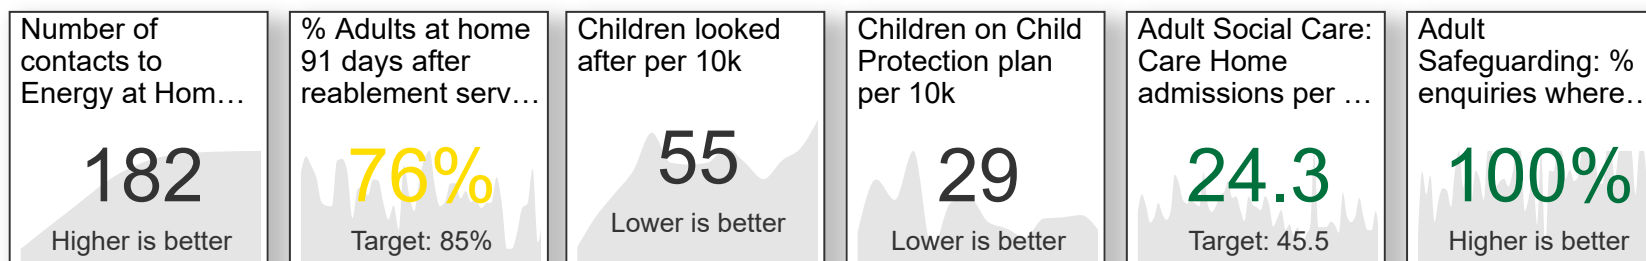 Number of
contacts to
Energy at Hom…
182
Higher is better
% Adults at home
91 days after
reablement serv…
76%
Target: 85%
Children looked
after per 10k
55
Lower is better
Children on Child
Protection plan
per 10k
29
Lower is better
Adult Social Care:
Care Home
admissions per …
24.3
Target: 45.5
Adult
Safeguarding: %
enquiries where…
100%
Higher is better